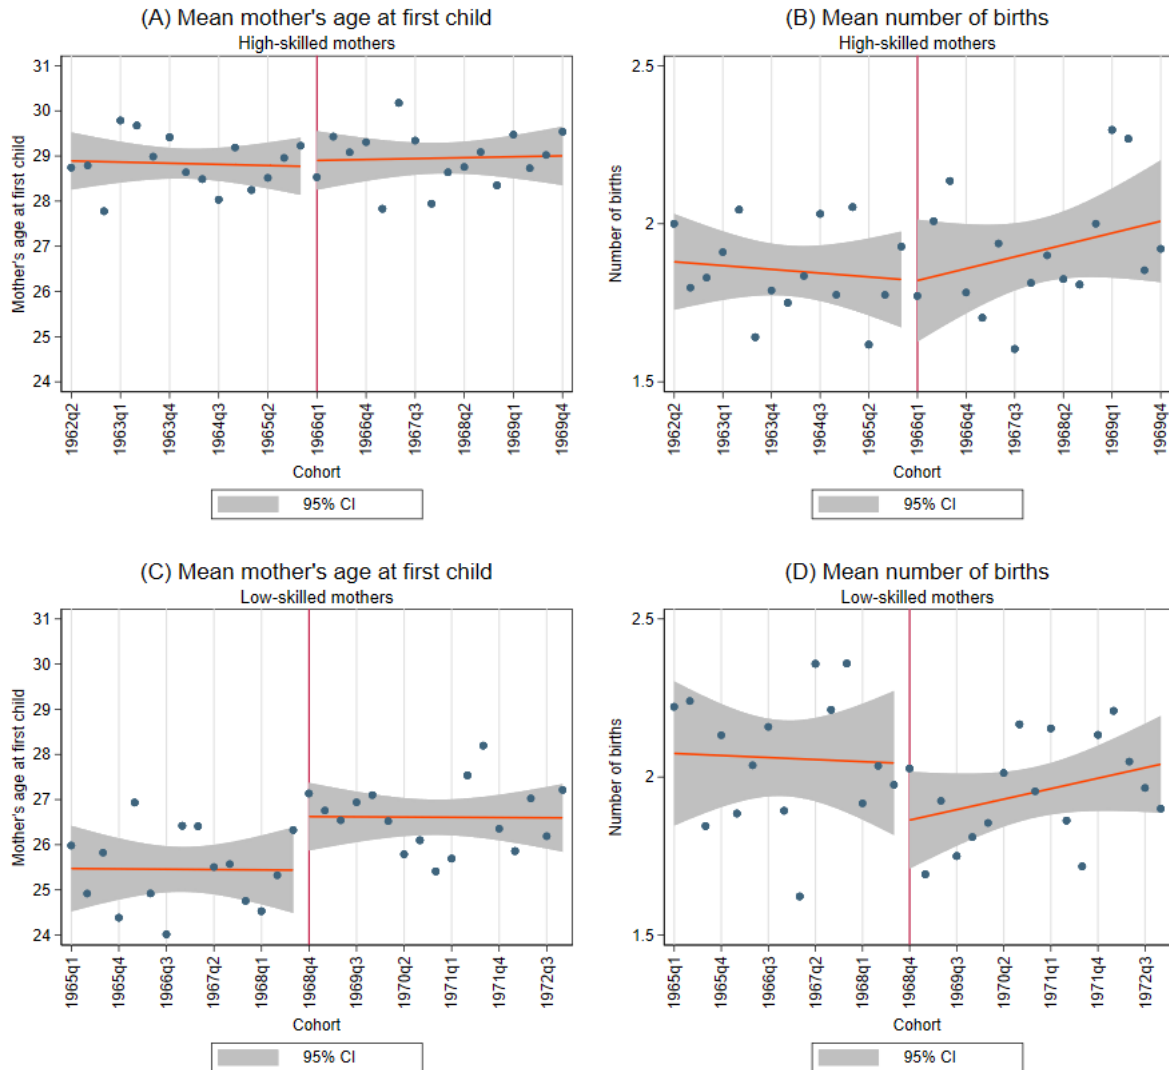 (A) Mean mother's age at first child
High-skilled mothers
Mother's age at first child
31
30
29
28
27
26
25
24
1962q2
1963q1
1963q4
1964q3
1965q2
1966q1
1966q4
1967q3
1968q2
1969q1
1969q4
Cohort
95% CI
(B) Mean number of births
High-skilled mothers
Number of births
2.5
2
1.5
1962q2
1963q1
1963q4
1964q3
1965q2
1966q1
1966q4
1967q3
1968q2
1969q1
1969q4
Cohort
95% CI
(C) Mean mother's age at first child
Low-skilled mothers
Mother's age at first child
31
30
29
28
27
26
25
24
1965q1
1965q4
1966q3
1967q2
1968q1
1968q4
1969q3
1970q2
1971q1
1971q4
1972q3
Cohort
95% CI
(D) Mean number of births
Low-skilled mothers
Number of births
2.5
2
1.5
1965q1
1965q4
1966q3
1967q2
1968q1
1968q4
1969q3
1970q2
1971q1
1971q4
1972q3
Cohort
95% CI